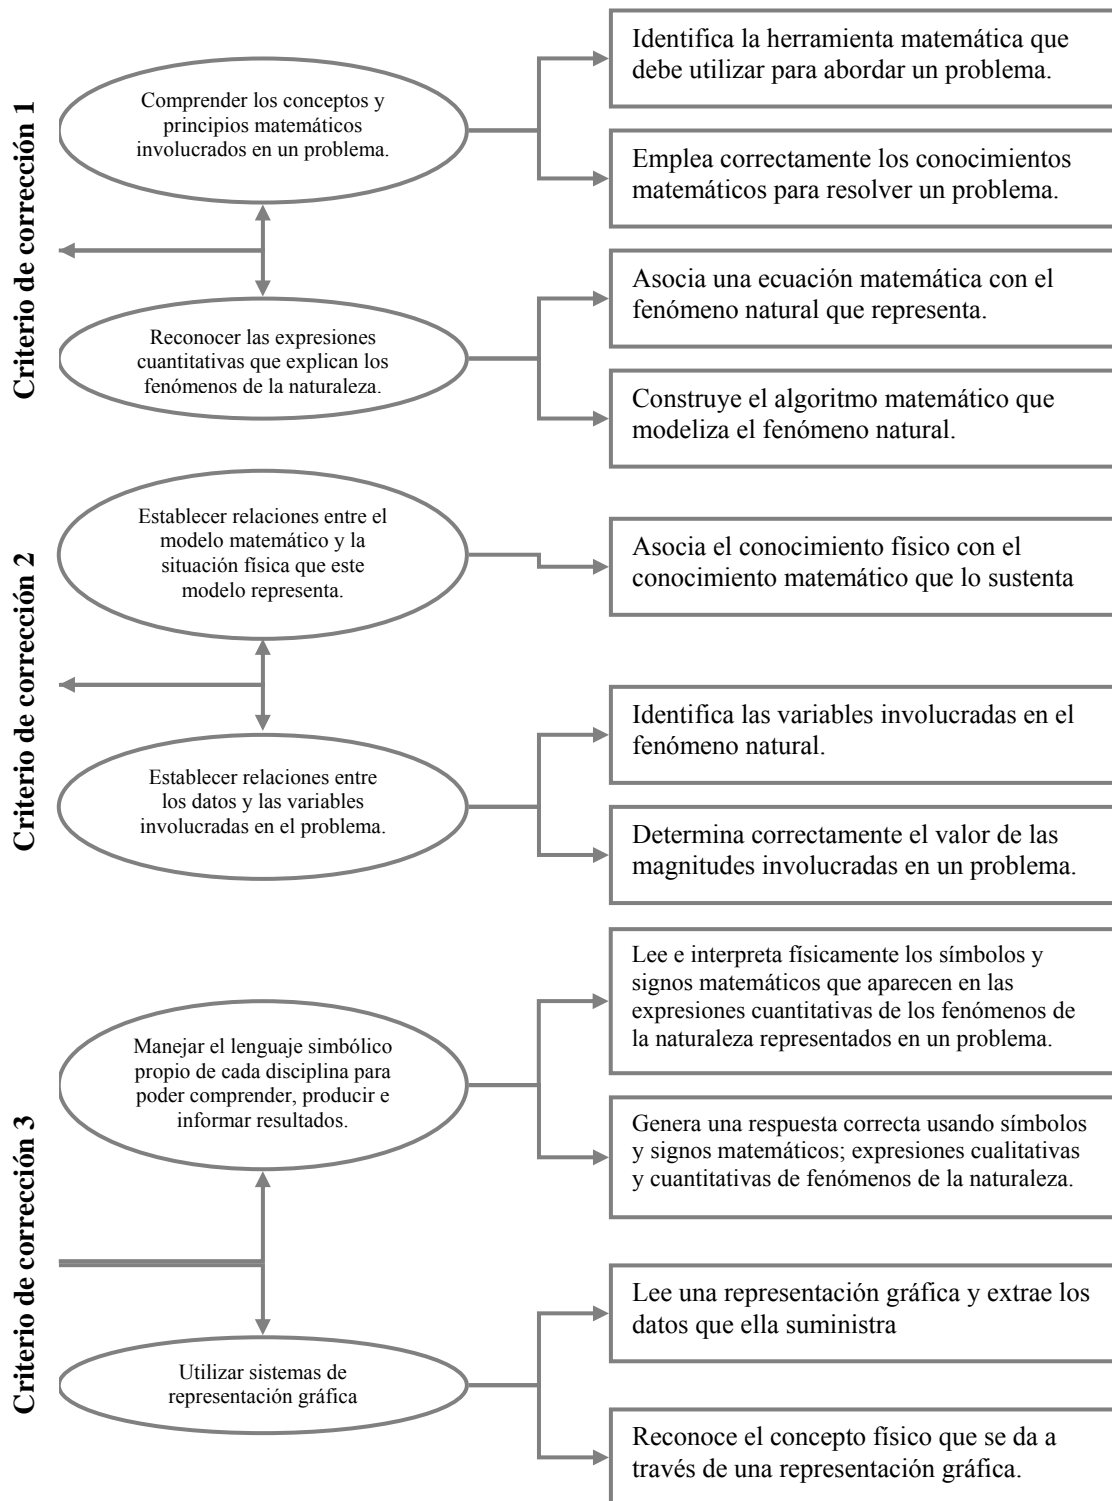 Criterio de corrección 1
Comprender los conceptos y
principios matemáticos
involucrados en un problema.
Identifica la herramienta matemática que
debe utilizar para abordar un problema.
Emplea correctamente los conocimientos
matemáticos para resolver un problema.
Reconocer las expresiones
cuantitativas que explican los
fenómenos de la naturaleza.
Asocia una ecuación matemática con el
fenómeno natural que representa.
Construye el algoritmo matemático que
modeliza el fenómeno natural.
Criterio de corrección 2
Establecer relaciones entre el
modelo matemático y la
situación física que este
modelo representa.
Asocia el conocimiento físico con el
conocimiento matemático que lo sustenta
Establecer relaciones entre
los datos y las variables
involucradas en el problema.
Identifica las variables involucradas en el
fenómeno natural.
Determina correctamente el valor de las
magnitudes involucradas en un problema.
Criterio de corrección 3
Manejar el lenguaje simbólico
propio de cada disciplina para
poder comprender, producir e
informar resultados.
Lee e interpreta físicamente los símbolos y
signos matemáticos que aparecen en las
expresiones cuantitativas de los fenómenos de
la naturaleza representados en un problema.
Genera una respuesta correcta usando símbolos
y signos matemáticos; expresiones cualitativas
y cuantitativas de fenómenos de la naturaleza.
Utilizar sistemas de
representación gráfica
Lee una representación gráfica y extrae los
datos que ella suministra
Reconoce el concepto físico que se da a
través de una representación gráfica.